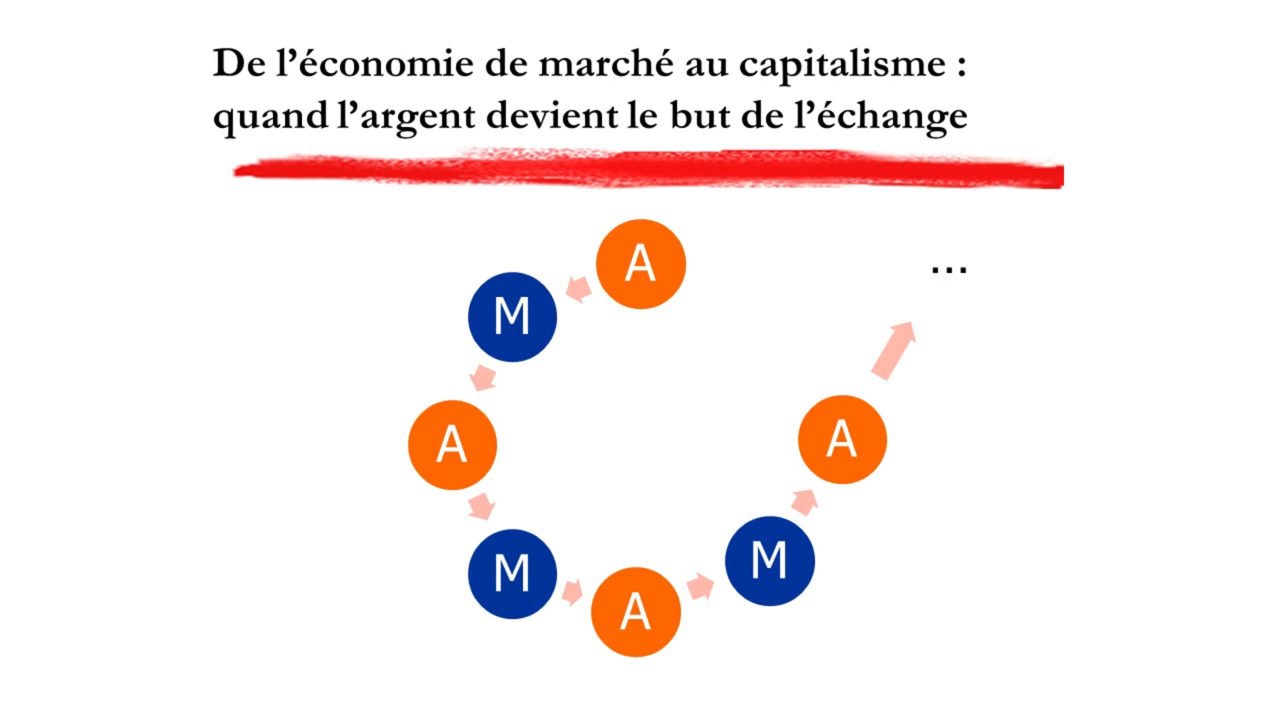 De l’économie de marché au capitalisme :
quand l’argent devient le but de l’échange
A
M
A
M
A
M
A
...